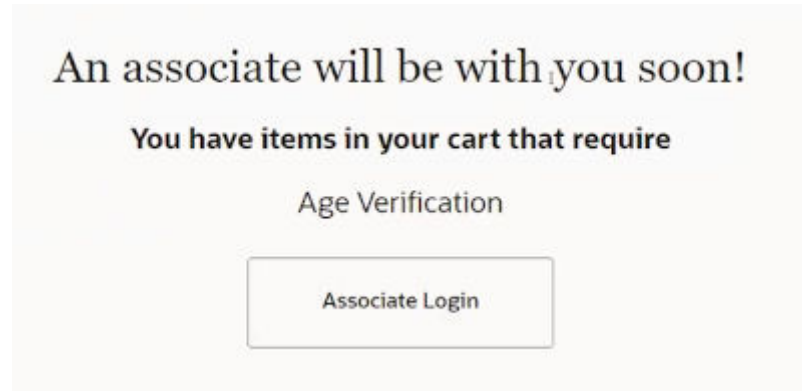 An associate will be with you soon!
You have items in your cart that require
Age Verification
Associate Login